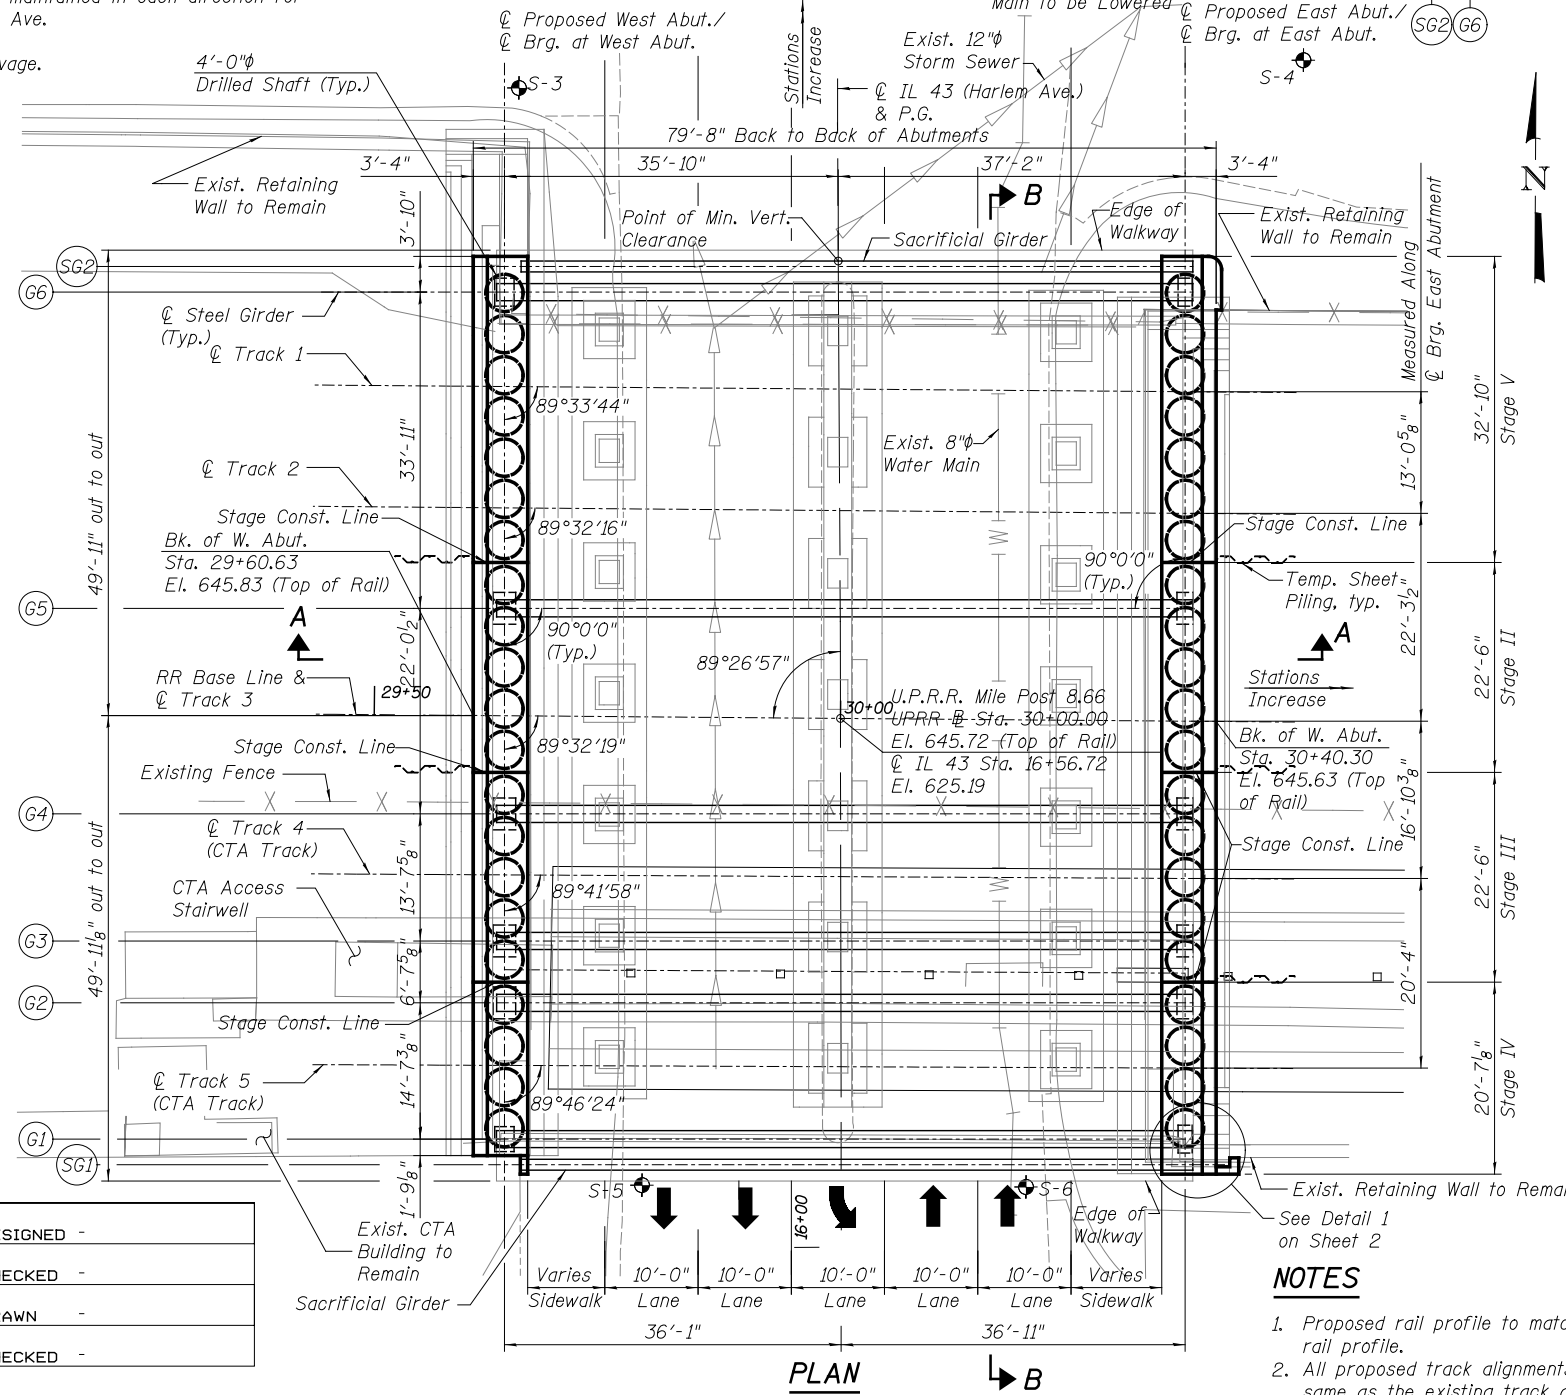 Ave.
4'-0"ϕ
Drilled Shaft (Typ.)
℄ Proposed West Abut./
℄ Brg. at West Abut.
S-3
Stations
Increase
Exist. 12"ϕ
Storm Sewer
Main to be Lowered
℄ Proposed East Abut./
℄ Brg. at East Abut.
SG2
G6
S-4
℄ IL 43 (Harlem Ave.)
& P.G.
79'-8" Back to Back of Abutments
3'-4"
35'-10"
37'-2"
3'-4"
N
Exist. Retaining
Wall to Remain
3'-10"
Point of Min. Vert.
Clearance
B
Sacrificial Girder
Edge of
Walkway
Exist. Retaining
Wall to Remain
Measured Along
℄ Brg. East Abutment
SG2
G6
℄ Steel Girder
(Typ.)
℄ Track 1
89°33'44"
49'-11" out to out
33'-11"
℄ Track 2
Exist. 8"ϕ
Water Main
13'-0⅝"
32'-10"
Stage V
Stage Const. Line
89°32'16"
Stage Const. Line
Bk. of W. Abut.
Sta. 29+60.63
El. 645.83 (Top of Rail)
90°0'0"
(Typ.)
Temp. Sheet
Piling, typ.
G5
A
90°0'0"
(Typ.)
22'-0½"
22'-3½"
A
22'-6"
Stage II
RR Base Line &
℄ Track 3
29+50
89°26'57"
30+00
U.P.R.R. Mile Post 8.66
UPRR ℄ Sta. 30+00.00
El. 645.72 (Top of Rail)
℄ IL 43 Sta. 16+56.72
El. 625.19
Stations
Increase
Stage Const. Line
89°32'19"
Bk. of W. Abut.
Sta. 30+40.30
El. 645.63 (Top
of Rail)
Existing Fence
G4
℄ Track 4
(CTA Track)
16'-10⅜"
Stage Const. Line
49'-11⅛" out to out
13'-7⅝"
89°41'58"
CTA Access
Stairwell
22'-6"
Stage III
G3
6'-7⅝"
20'-4"
G2
Stage Const. Line
14'-7⅜"
℄ Track 5
(CTA Track)
89°46'24"
20'-7⅛"
Stage IV
G1
SG1
1'-9⅛"
S-5
S-6
16+00
Edge of
Walkway
Exist. Retaining Wall to
See Detail 1
on Sheet 2
Exist. CTA
Building to
Remain
Sacrificial Girder
Varies
Sidewalk
10'-0"
Lane
10'-0"
Lane
10'-0"
Lane
10'-0"
Lane
10'-0"
Lane
Varies
Sidewalk
36'-1"
36'-11"
PLAN
B
NOTES
1. Proposed rail profile to
rail profile.
2. All proposed track alignment
same as the existing track